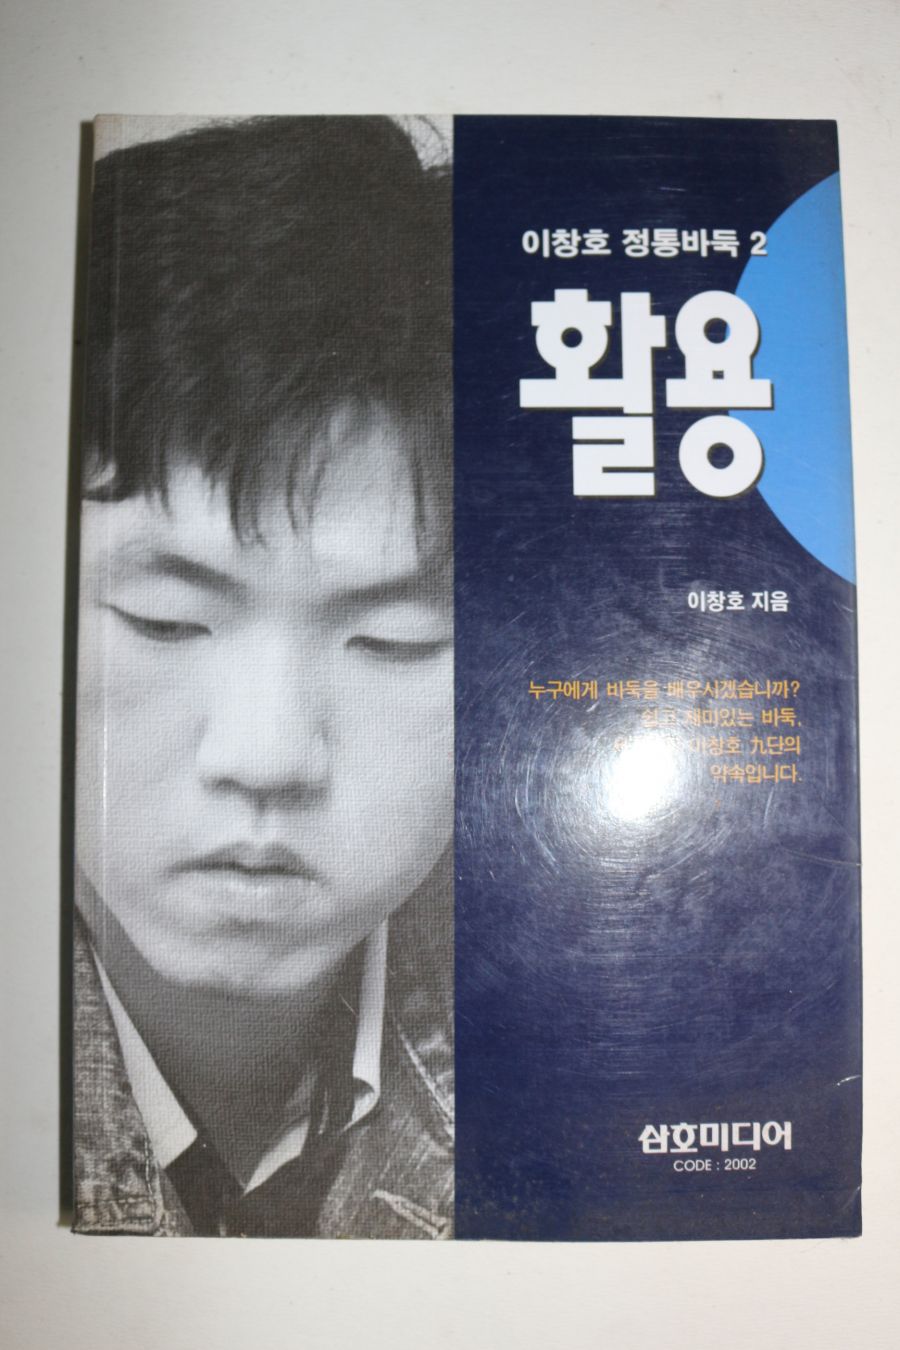 이창호 정통바둑 2
활용
이창호 지음
누구에게 바둑을 배우시겠습니까?
쉽고 재미있는 바둑,
이창호 九단의
약속입니다.
삼호미디어
CODE : 2002